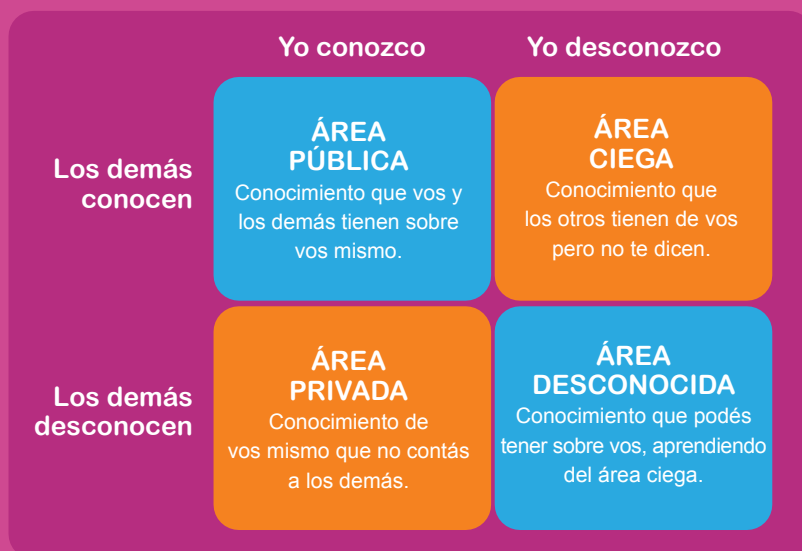 Yo conozco
Yo desconozco
Los demás
conocen
ÁREA
PÚBLICA
Conocimiento que vos y
los demás tienen sobre
vos mismo.
ÁREA
CIEGA
Conocimiento que
los otros tienen de vos
pero no te dicen.
Los demás
desconocen
ÁREA
PRIVADA
Conocimiento de
vos mismo que no contás
a los demás.
ÁREA
DESCONOCIDA
Conocimiento que podés
tener sobre vos, aprendiendo
del área ciega.